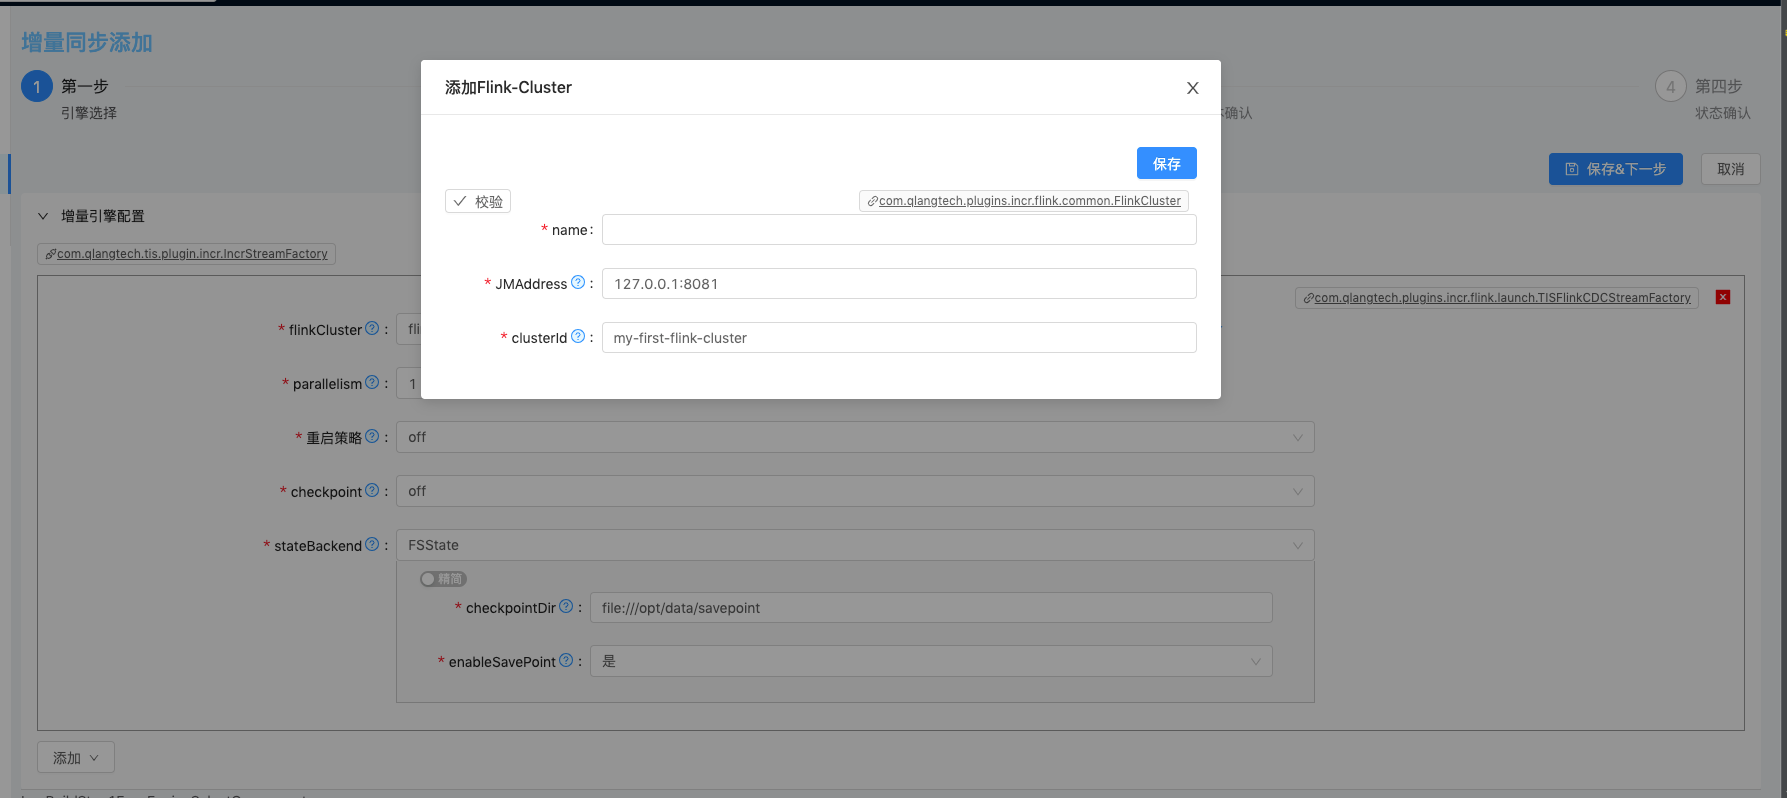 增量同步添加
1 第一步
引擎选择
4 第四步
状态确认
确认
保存&下一步
取消
添加Flink-Cluster
保存
校验
com.qlangtech.plugins.incr.flink.common.FlinkCluster
* name:
* JMAddress ? : 127.0.0.1:8081
* clusterId ? : my-first-flink-cluster
增量引擎配置
com.qlangtech.tis.plugin.incr.IncrStreamFactory
com.qlangtech.plugins.incr.flink.launch.TISFlinkCDCStreamFactory
* flinkCluster ? : fli
* parallelism ? : 1
* 重启策略 ? : off
* checkpoint ? : off
* stateBackend ? : FSState
精简
* checkpointDir ? : file:///opt/data/savepoint
* enableSavePoint ? : 是
添加